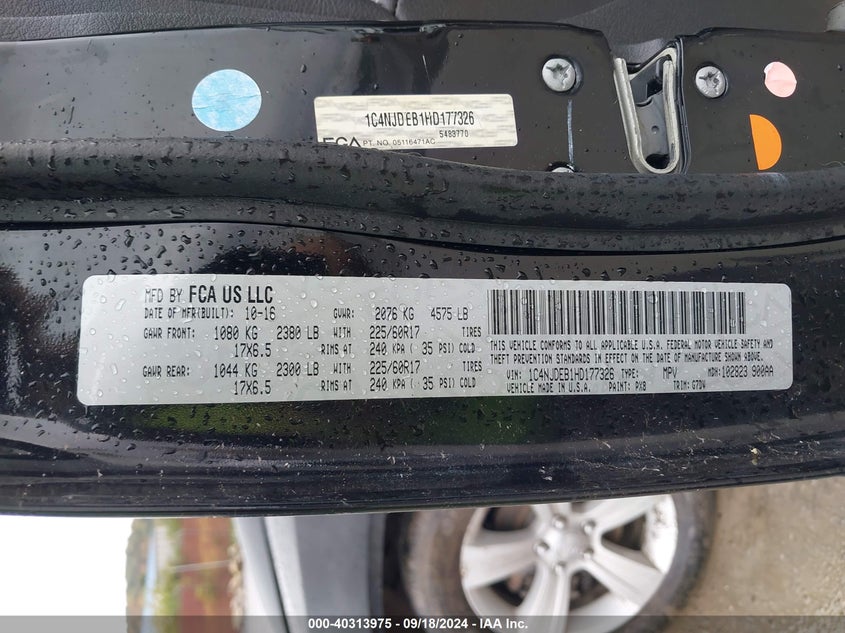 1C4NJDEB1HD177326
5483770
FCA PT. NO. 05116471AC
MFD BY FCA US LLC
DATE OF MFR(BUILT): 10-16 GVWR: 2076 KG 4575 LB
GAWR FRONT: 1080 KG 2380 LB WITH 225/60R17 TIRES
17X6.5 RIMS AT 240 KPA ( 35 PSI) COLD
GAWR REAR: 1044 KG 2300 LB WITH 225/60R17 TIRES
17X6.5 RIMS AT 240 KPA ( 35 PSI) COLD
THIS VEHICLE CONFORMS TO ALL APPLICABLE U.S.A. FEDERAL MOTOR VEHICLE SAFETY AND
THEFT PREVENTION STANDARDS IN EFFECT ON THE DATE OF MANUFACTURE SHOWN ABOVE.
VIN: 1C4NJDEB1HD177326 TYPE: MPV MDH: 102823 900AA
VEHICLE MADE IN U.S.A. PAINT: PX8 TRIM: G7DV
000-40313975 - 09/18/2024 - IAA Inc.